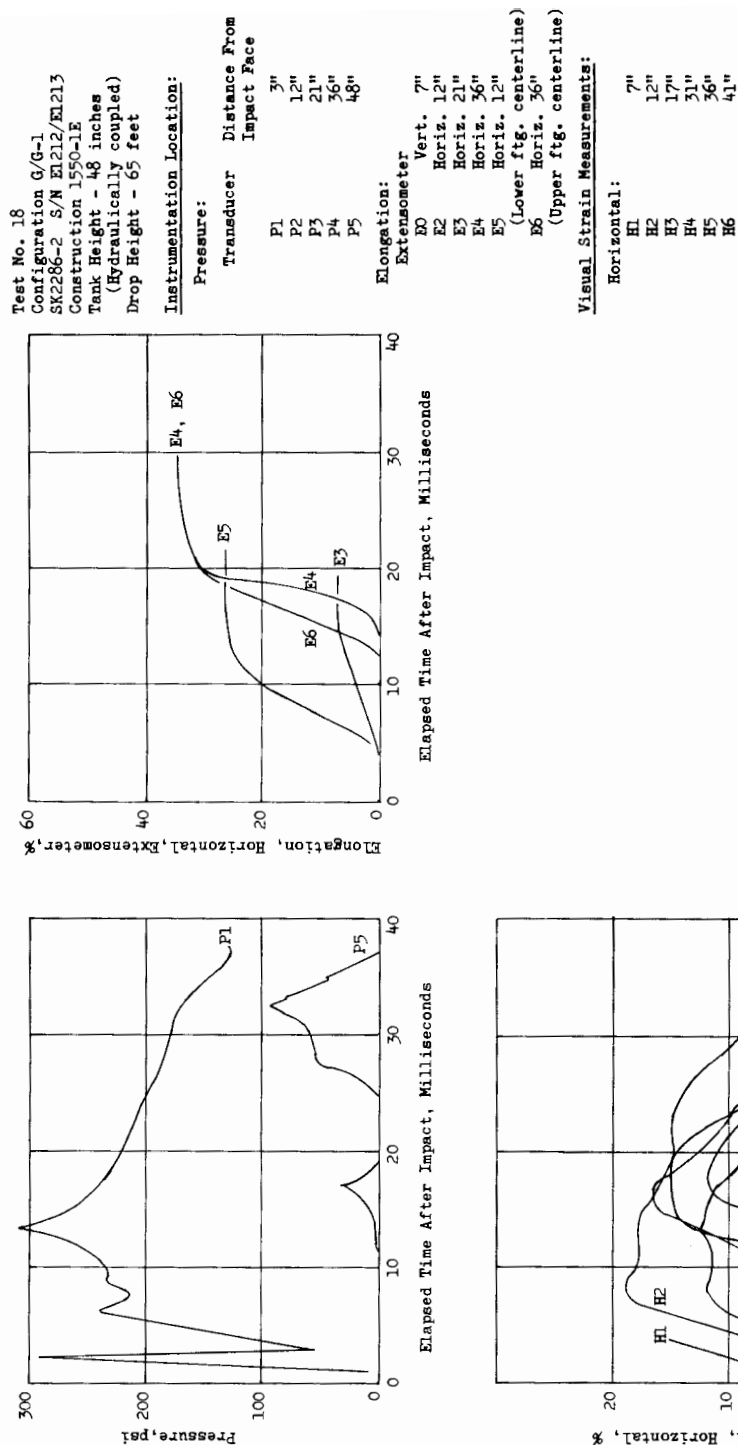 Test No. 18
Configuration G/G-1
SK2286-2 S/N E1212/E1213
Construction 1550-1E
Tank Height - 48 inches
(Hydraulically coupled)
Drop Height - 65 feet
Instrumentation Location:
Pressure:
Transducer Distance From
Impact Face
P1 3"
P2 12"
P3 21"
P4 36"
P5 48"
Elongation:
Extensometer
E0 Vert. 7"
E2 Horiz. 12"
E3 Horiz. 21"
E4 Horiz. 36"
E5 Horiz. 12"
(Lower ftg. centerline)
E6 Horiz. 36"
(Upper ftg. centerline)
Visual Strain Measurements:
Horizontal:
H1 7"
H2 12"
H3 17"
H4 31"
H5 36"
H6 41"
Elongation, Horizontal, Extensometer, %
60
40
20
0
E4, E6
E5
E4
E6
E3
0 10 20 30 40
Elapsed Time After Impact, Milliseconds
Pressure, psi
300
200
100
0
P1
P5
0 10 20 30 40
Elapsed Time After Impact, Milliseconds
, Horizontal, %
20
10
H1
H2